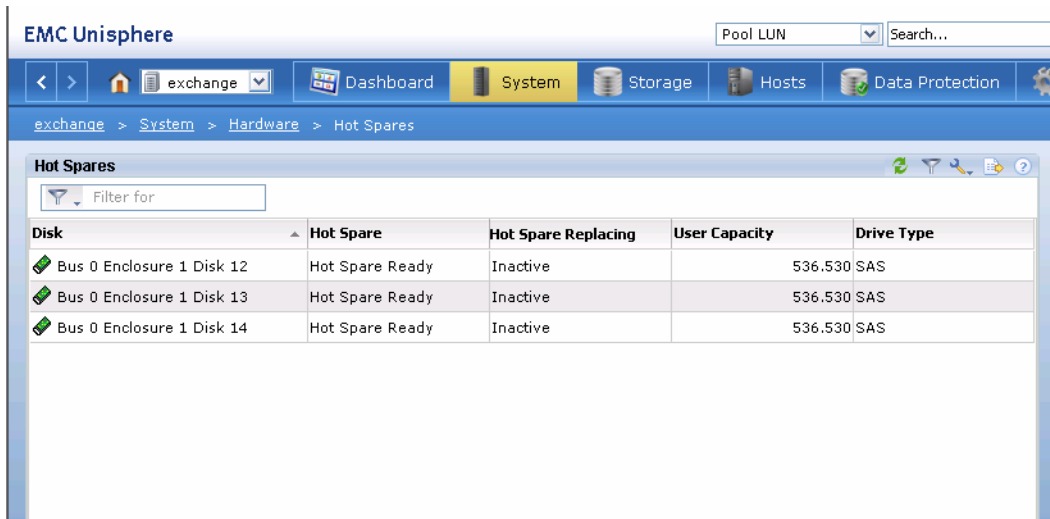 EMC Unisphere
Pool LUN
Search...
< > exchange Dashboard System Storage Hosts Data Protection
exchange > System > Hardware > Hot Spares
Hot Spares
Filter for
Disk Hot Spare Hot Spare Replacing User Capacity Drive Type
Bus 0 Enclosure 1 Disk 12 Hot Spare Ready Inactive 536.530 SAS
Bus 0 Enclosure 1 Disk 13 Hot Spare Ready Inactive 536.530 SAS
Bus 0 Enclosure 1 Disk 14 Hot Spare Ready Inactive 536.530 SAS